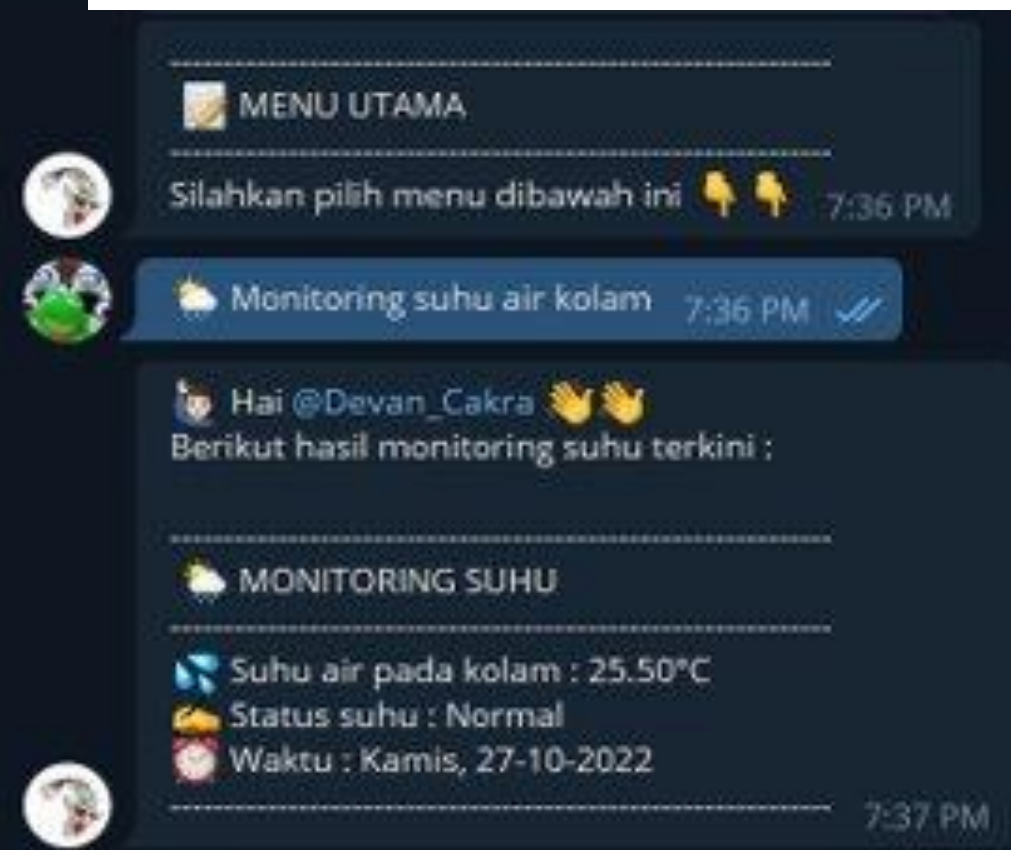 --------------------------------------------------
📝 MENU UTAMA
--------------------------------------------------
Silahkan pilih menu dibawah ini 👇👇 7:36 PM
🌤 Monitoring suhu air kolam 7:36 PM
🙋🏻‍♂️ Hai @Devan_Cakra 👋👋
Berikut hasil monitoring suhu terkini :
--------------------------------------------------
🌤 MONITORING SUHU
--------------------------------------------------
💦 Suhu air pada kolam : 25.50°C
✍️ Status suhu : Normal
⏰ Waktu : Kamis, 27-10-2022
--------------------------------------------------
7:37 PM